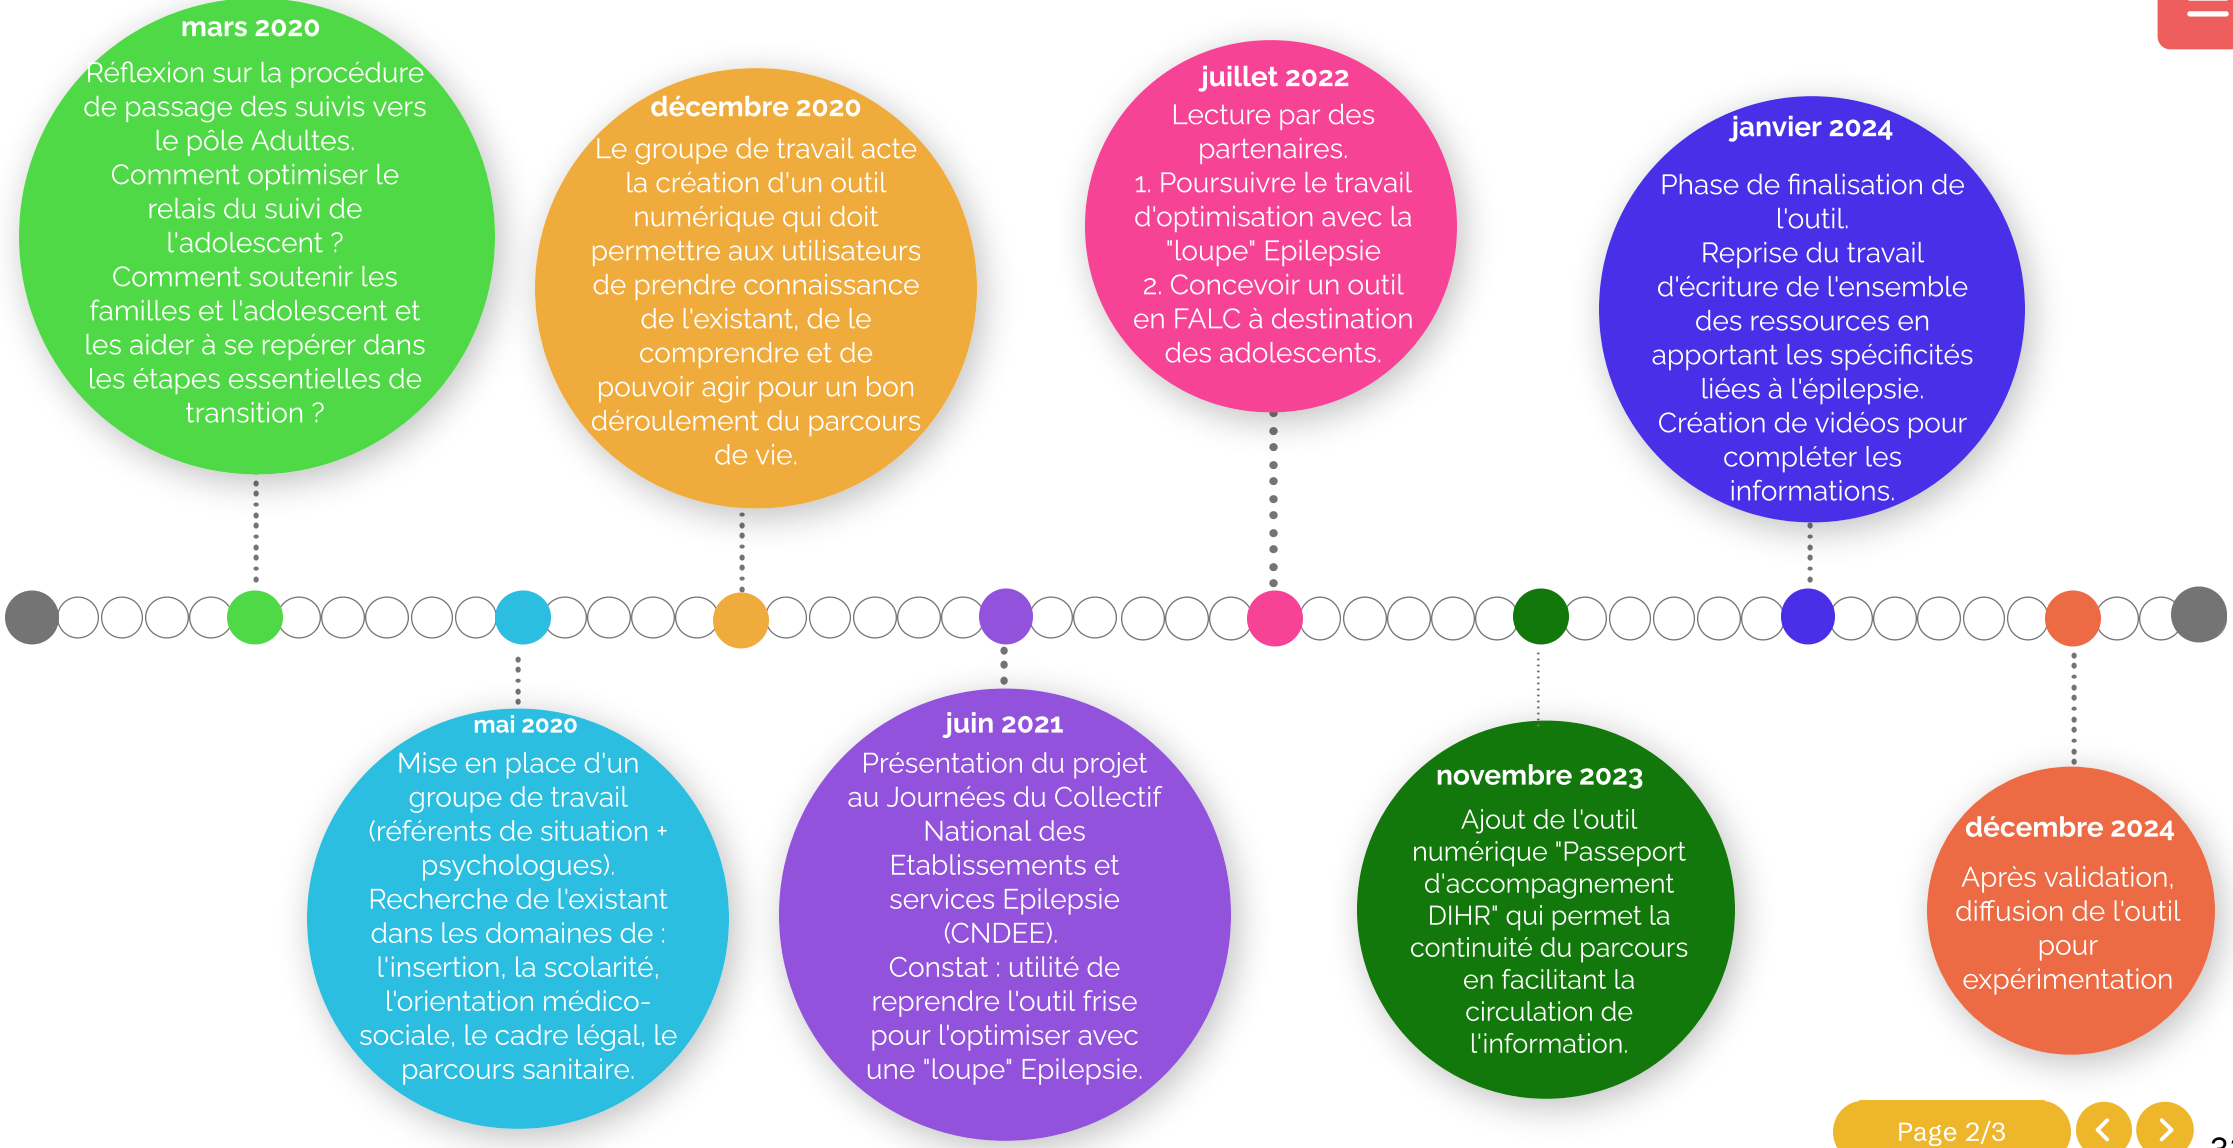 mars 2020
Réflexion sur la procédure
de passage des suivis vers
le pôle Adultes.
Comment optimiser le
relais du suivi de
l'adolescent ?
Comment soutenir les
familles et l'adolescent et
les aider à se repérer dans
les étapes essentielles de
transition ?
mai 2020
Mise en place d'un
groupe de travail
(référents de situation +
psychologues).
Recherche de l'existant
dans les domaines de :
l'insertion, la scolarité,
l'orientation médico-
sociale, le cadre légal, le
parcours sanitaire.
décembre 2020
Le groupe de travail acte
la création d'un outil
numérique qui doit
permettre aux utilisateurs
de prendre connaissance
de l'existant, de le
comprendre et de
pouvoir agir pour un bon
déroulement du parcours
de vie.
juin 2021
Présentation du projet
au Journées du Collectif
National des
Etablissements et
services Epilepsie
(CNDEE).
Constat : utilité de
reprendre l'outil frise
pour l'optimiser avec
une "loupe" Epilepsie.
juillet 2022
Lecture par des
partenaires.
1. Poursuivre le travail
d'optimisation avec la
"loupe" Epilepsie
2. Concevoir un outil
en FALC à destination
des adolescents.
novembre 2023
Ajout de l'outil
numérique "Passeport
d'accompagnement
DIHR" qui permet la
continuité du parcours
en facilitant la
circulation de
l'information.
janvier 2024
Phase de finalisation de
l'outil.
Reprise du travail
d'écriture de l'ensemble
des ressources en
apportant les spécificités
liées à l'épilepsie.
Création de vidéos pour
compléter les
informations.
décembre 2024
Après validation,
diffusion de l'outil
pour
expérimentation
Page 2/3